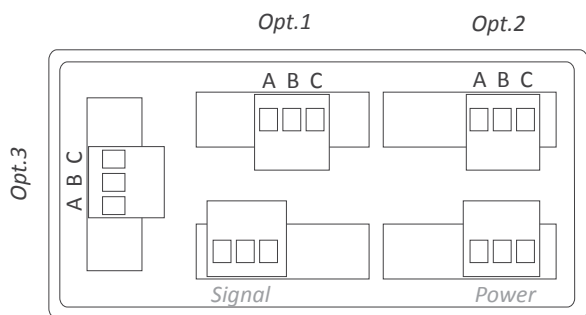 Opt.1
Opt.2
A B C
A B C
Opt.3
A B C
Signal
Power